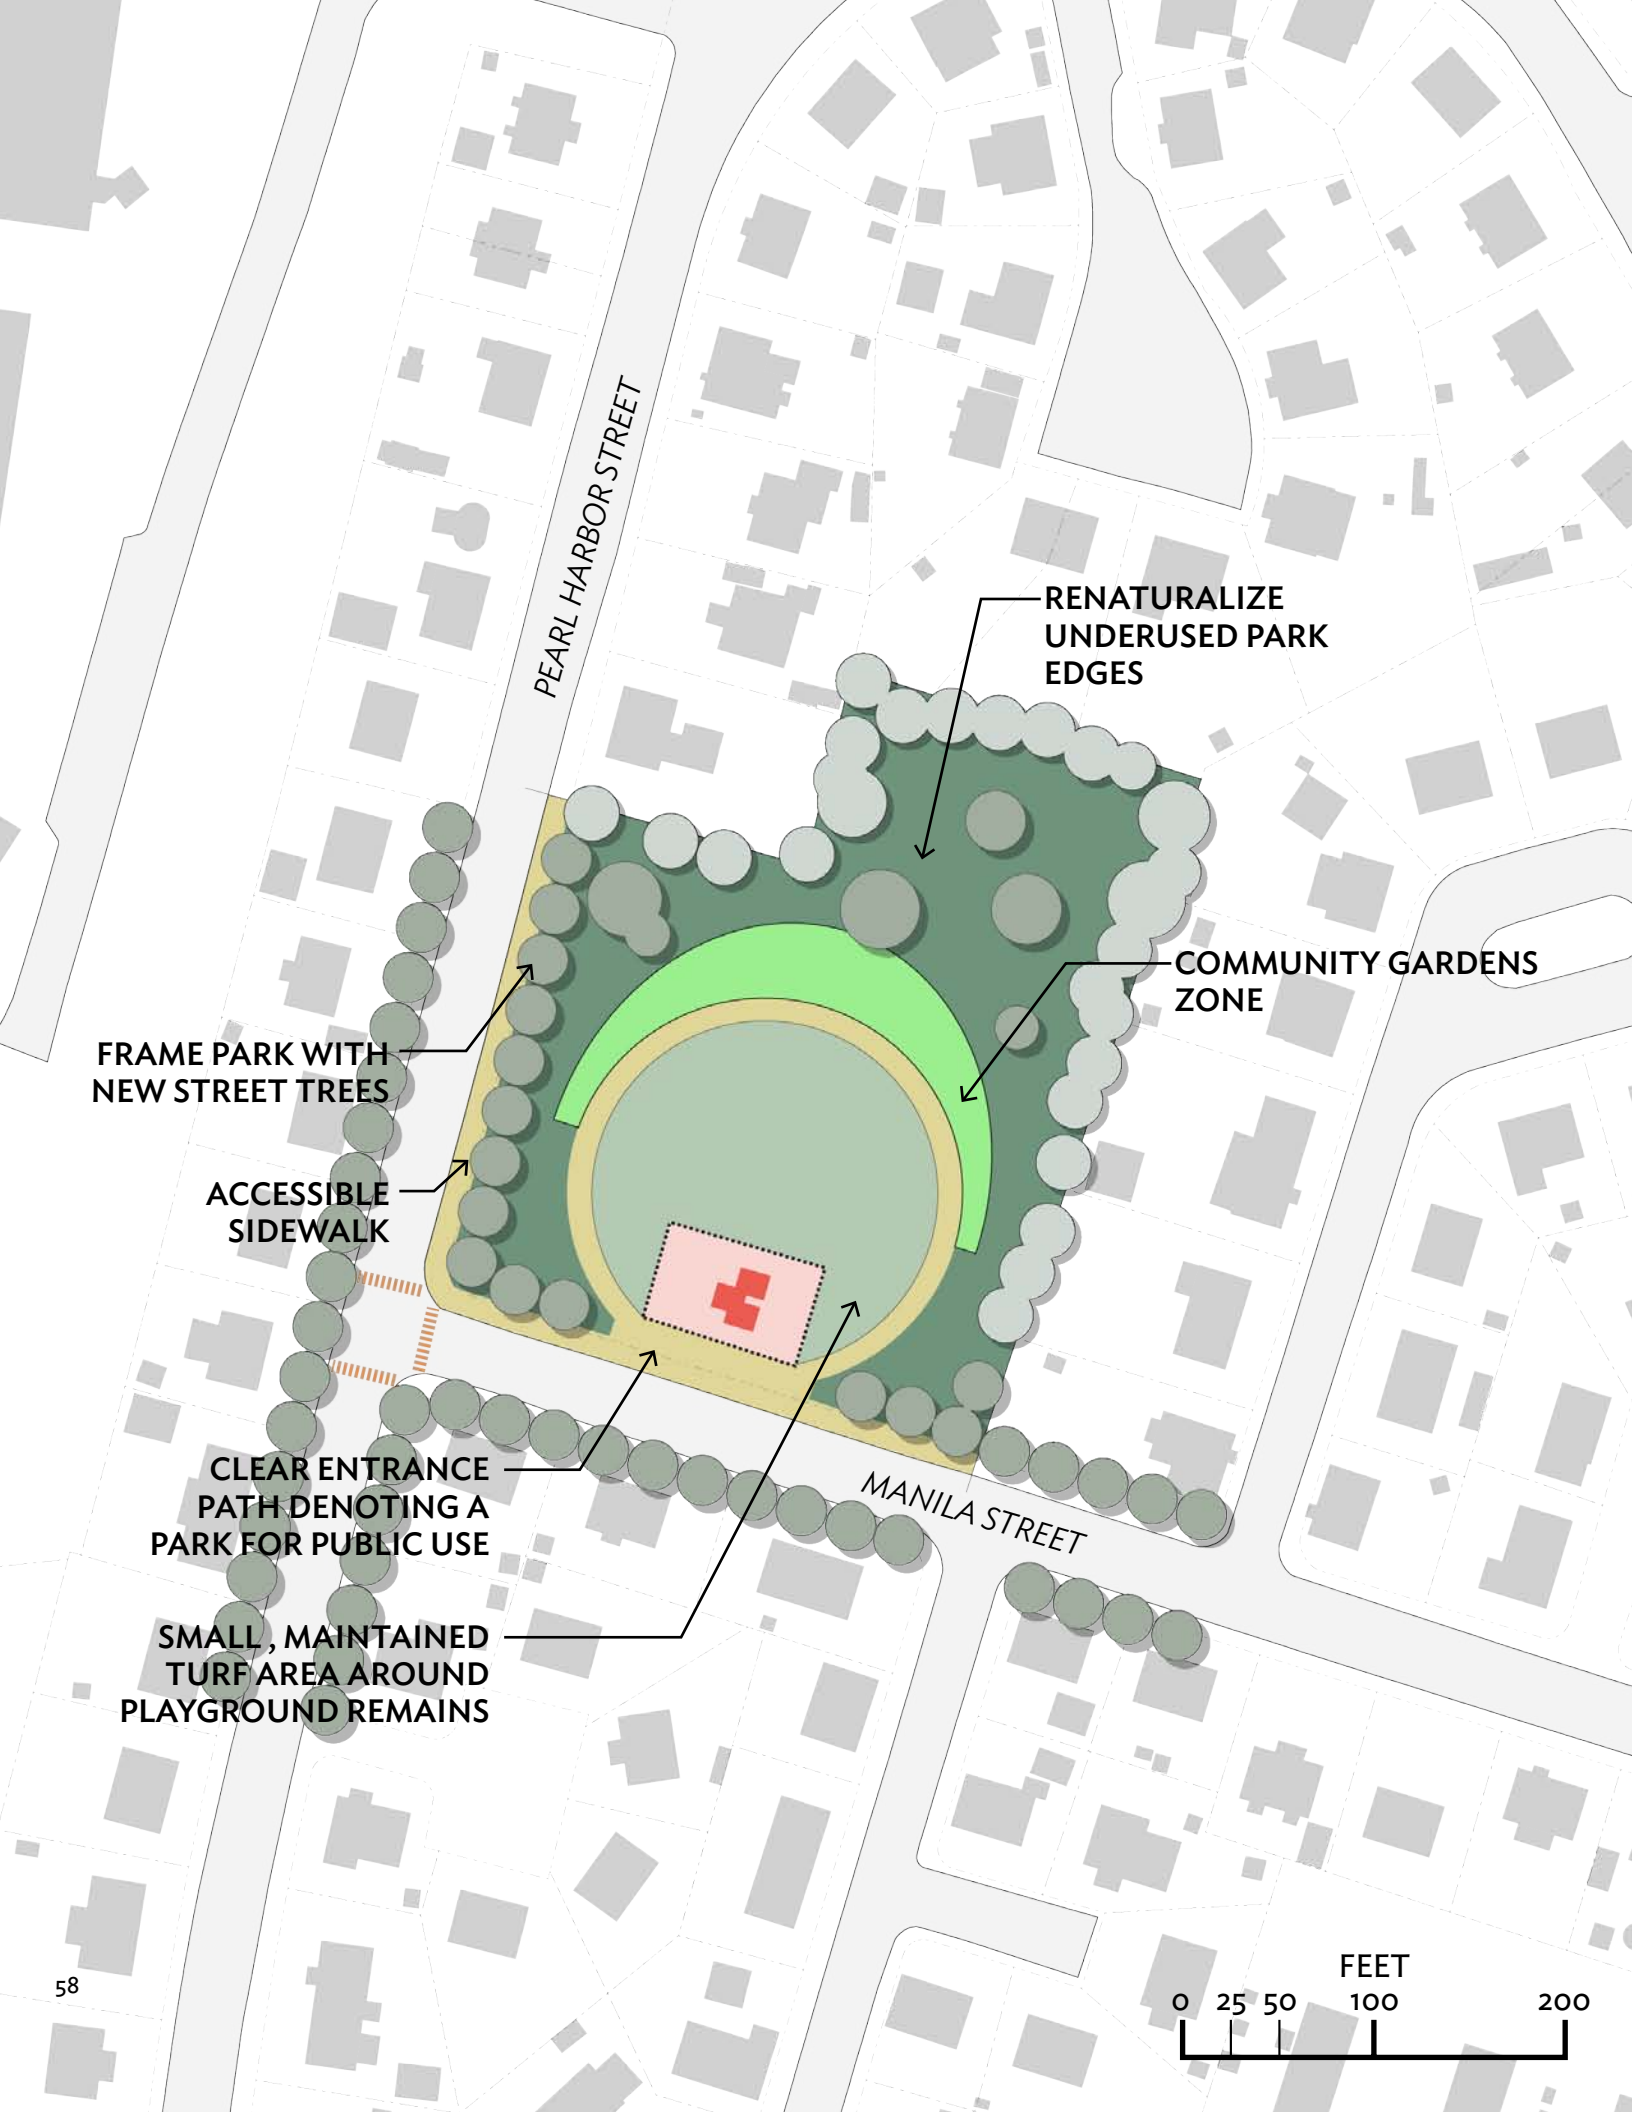 PEARL HARBOR STREET
RENATURALIZE
UNDERUSED PARK
EDGES
COMMUNITY GARDENS
ZONE
FRAME PARK WITH
NEW STREET TREES
ACCESSIBLE
SIDEWALK
CLEAR ENTRANCE
PATH DENOTING A
PARK FOR PUBLIC USE
MANILA STREET
SMALL , MAINTAINED
TURF AREA AROUND
PLAYGROUND REMAINS
58
FEET
0 25 50 100 200